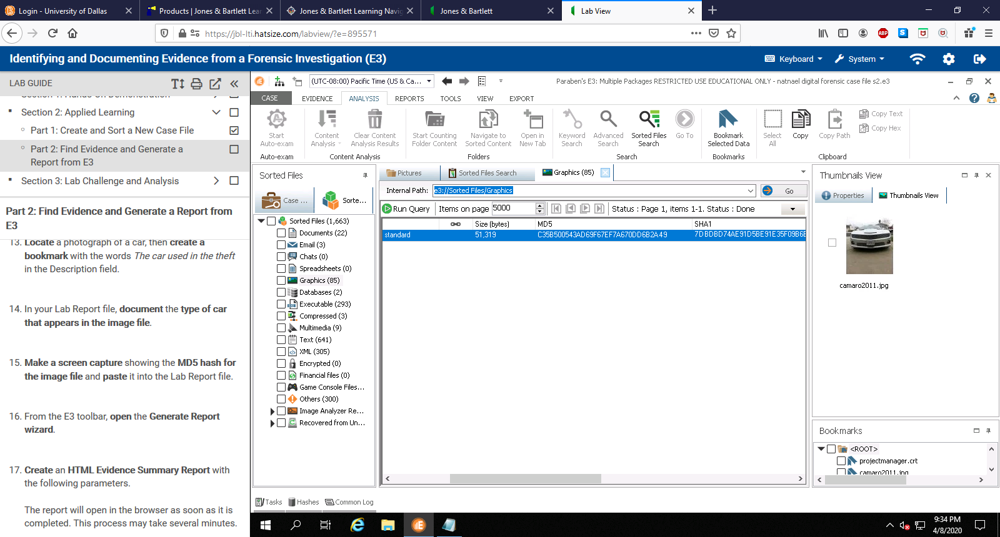 Login - University of Dallas
Products | Jones & Bartlett Lear
Jones & Bartlett Learning Navig
Jones & Bartlett
Lab View
https://jbl-lti.hatsize.com/labview/?e=895571
ABP
S
Identifying and Documenting Evidence from a Forensic Investigation (E3)
Keyboard
System
LAB GUIDE
Section 2: Applied Learning
Part 1: Create and Sort a New Case File
Part 2: Find Evidence and Generate a
Report from E3
Section 3: Lab Challenge and Analysis
Part 2: Find Evidence and Generate a Report from
E3
13. Locate a photograph of a car, then create a
bookmark with the words The car used in the theft
in the Description field.
14. In your Lab Report file, document the type of car
that appears in the image file.
15. Make a screen capture showing the MD5 hash for
the image file and paste it into the Lab Report file.
16. From the E3 toolbar, open the Generate Report
wizard.
17. Create an HTML Evidence Summary Report with
the following parameters.
The report will open in the browser as soon as it is
completed. This process may take several minutes.
(UTC-08:00) Pacific Time (US & Ca...
Paraben's E3: Multiple Packages RESTRICTED USE EDUCATIONAL ONLY - natnael digital forensic case file s2.e3
CASE
EVIDENCE
ANALYSIS
REPORTS
TOOLS
VIEW
EXPORT
Start
Auto-exam
Auto-exam
Content
Analysis
Clear Content
Analysis Results
Content Analysis
Start Counting
Folder Content
Navigate to
Sorted Content
Open in
New Tab
Folders
Keyword
Search
Advanced
Search
Sorted Files
Search
Go To
Search
Bookmark
Selected Data
Bookmarks
Select
All
Copy
Copy Path
Copy Text
Copy Hex
Clipboard
Sorted Files
Case ...
Sorte...
Sorted Files (1,663)
Documents (22)
Email (3)
Chats (0)
Spreadsheets (0)
Graphics (85)
Databases (2)
Executable (293)
Compressed (3)
Multimedia (9)
Text (641)
XML (305)
Encrypted (0)
Financial files (0)
Game Console Files...
Others (300)
Image Analyzer Re...
Recovered from Un...
Pictures
Sorted Files Search
Graphics (85)
Internal Path:
e3://Sorted Files/Graphics
Go
Run Query
Items on page
5000
Status : Page 1, items 1-1. Status : Done
Size (bytes)
MD5
SHA1
standard
51,319
C35B500543AD69F67EF7A670DD6B2A49
7DBDBD74AE91D5BE91E35F09B6E
Thumbnails View
Properties
Thumbnails View
camaro2011.jpg
Bookmarks
<ROOT>
projectmanager.crt
camaro2011.jpg
Tasks
Hashes
Common Log
9:34 PM
4/8/2020